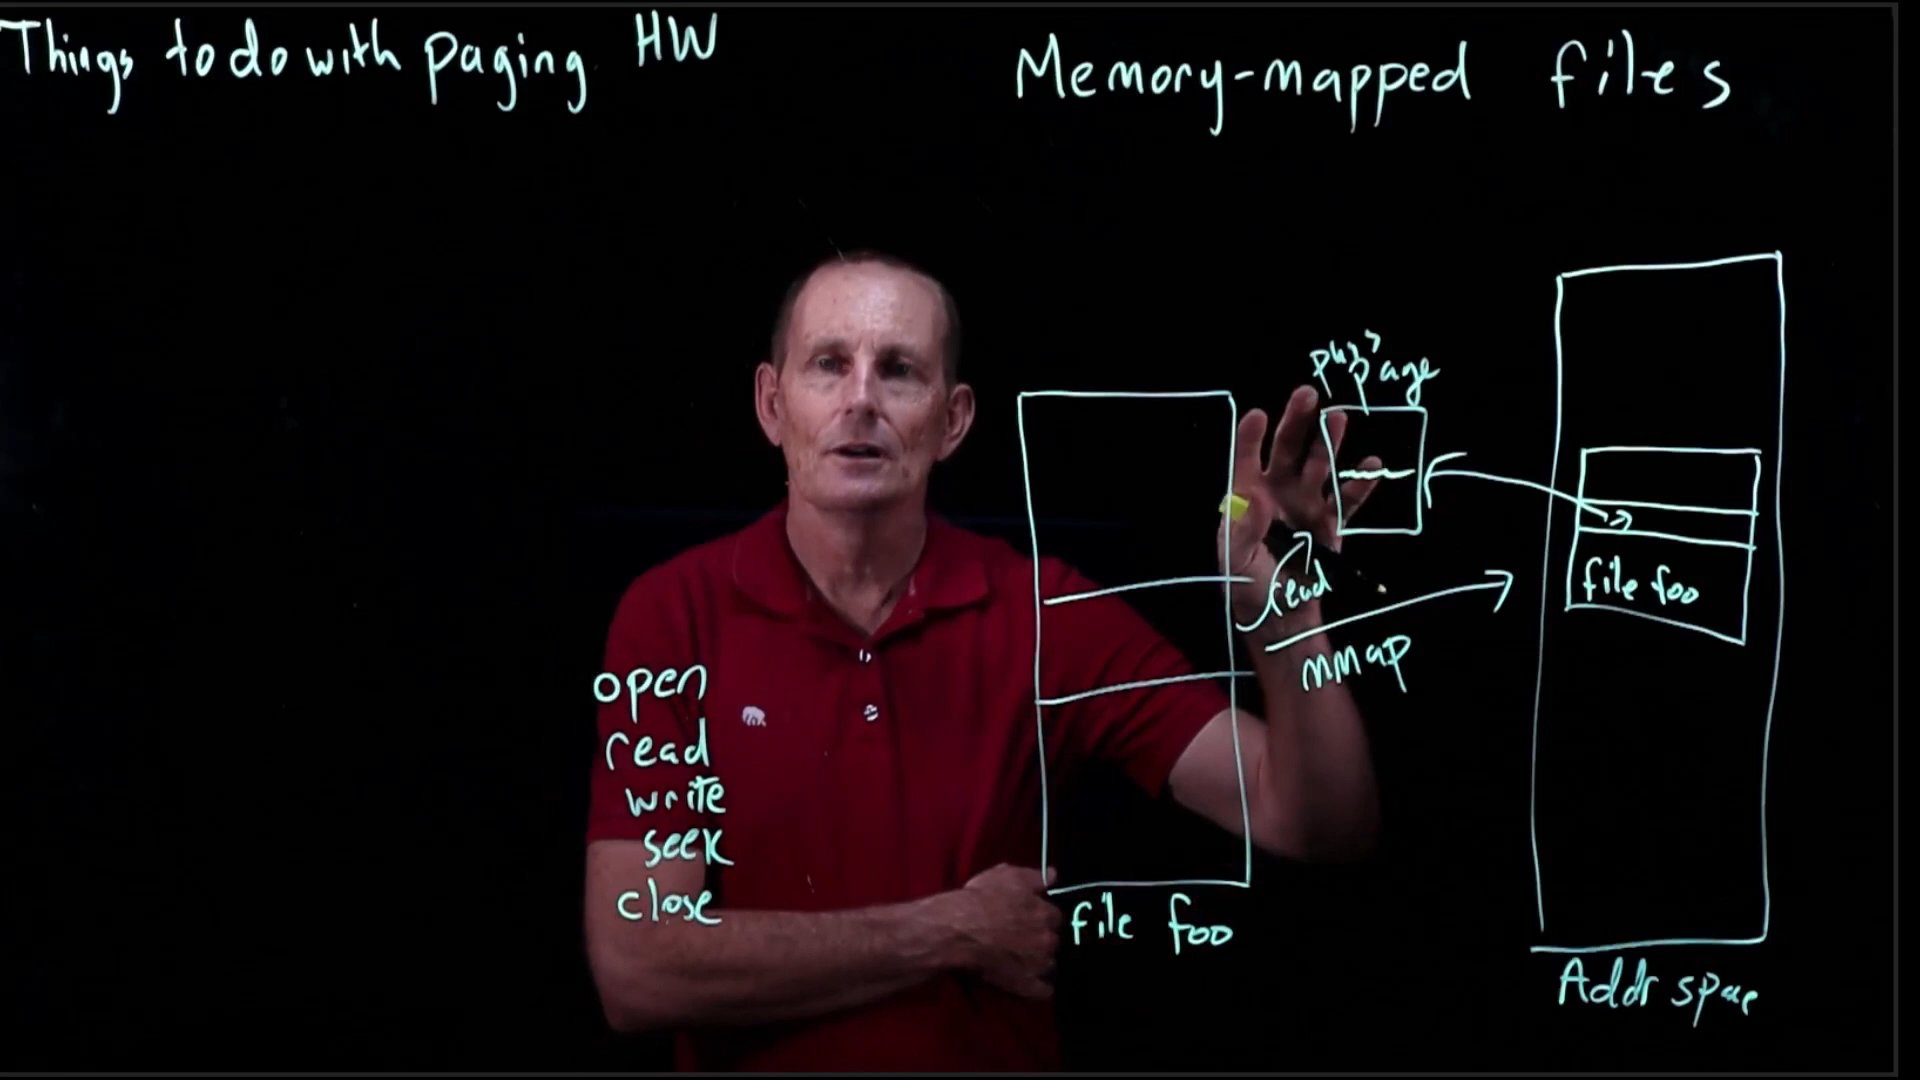 Things to do with paging HW
Memory-mapped files
phys
page
read
mmap
file foo
open
read
write
seek
close
file foo
Addr space